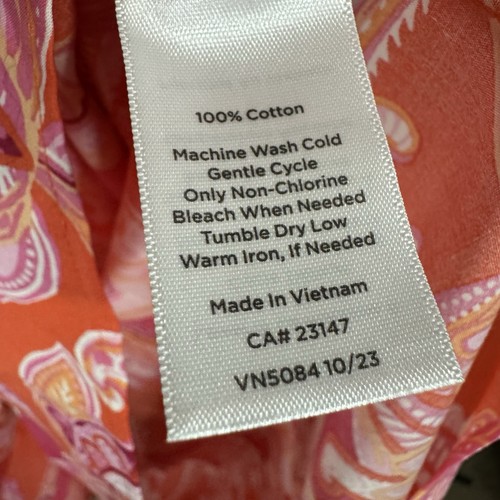 100% Cotton
Machine Wash Cold
Gentle Cycle
Only Non-Chlorine
Bleach When Needed
Tumble Dry Low
Warm Iron, If Needed
Made In Vietnam
CA# 23147
VN5084 10/23